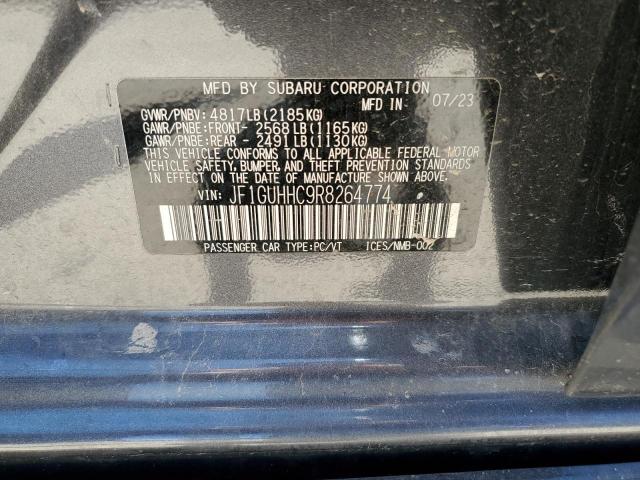 MFD BY SUBARU CORPORATION
MFD IN 07/23
GVWR/PNBV: 4817LB(2185KG)
GAWR/PNBE:FRONT- 2568LB(1165KG)
GAWR/PNBE:REAR - 2491LB(1130KG)
THIS VEHICLE CONFORMS TO ALL APPLICABLE FEDERAL MOTOR
VEHICLE SAFETY, BUMPER, AND THEFT PREVENTION STANDARDS
IN EFFECT ON THE DATE OF MANUFACTURE SHOWN ABOVE.
VIN: JF1GUHHC9R8264774
PASSENGER CAR TYPE:PC/VT ICES/NMB-002